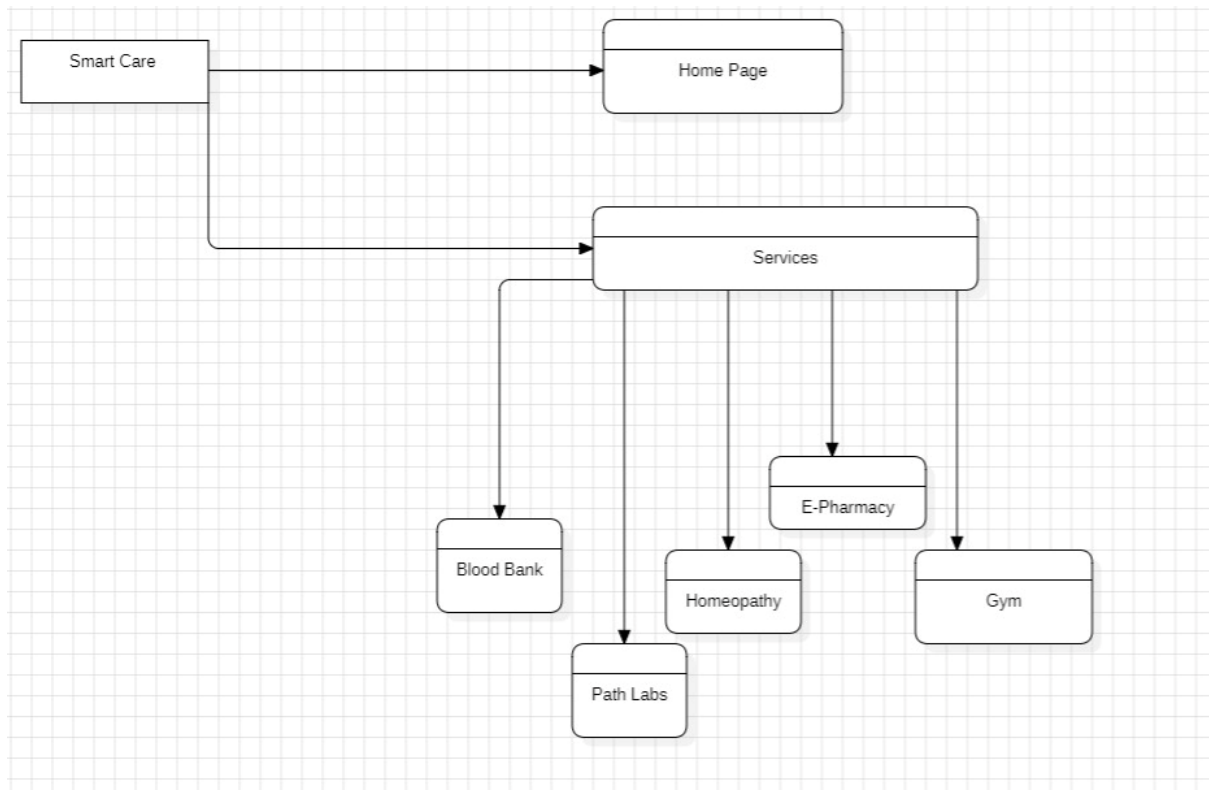 Smart Care
Home Page
Services
E-Pharmacy
Blood Bank
Homeopathy
Gym
Path Labs